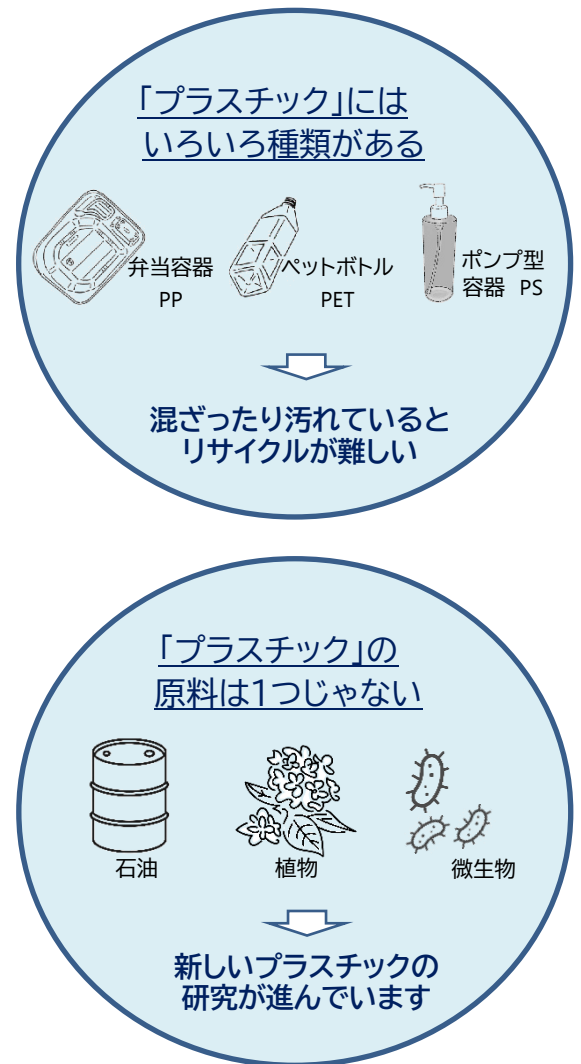 「プラスチック」には
いろいろ種類がある
弁当容器
PP
ペットボトル
PET
ポンプ型
容器 PS
混ざったり汚れていると
リサイクルが難しい
「プラスチック」の
原料は1つじゃない
石油
植物
微生物
新しいプラスチックの
研究が進んでいます